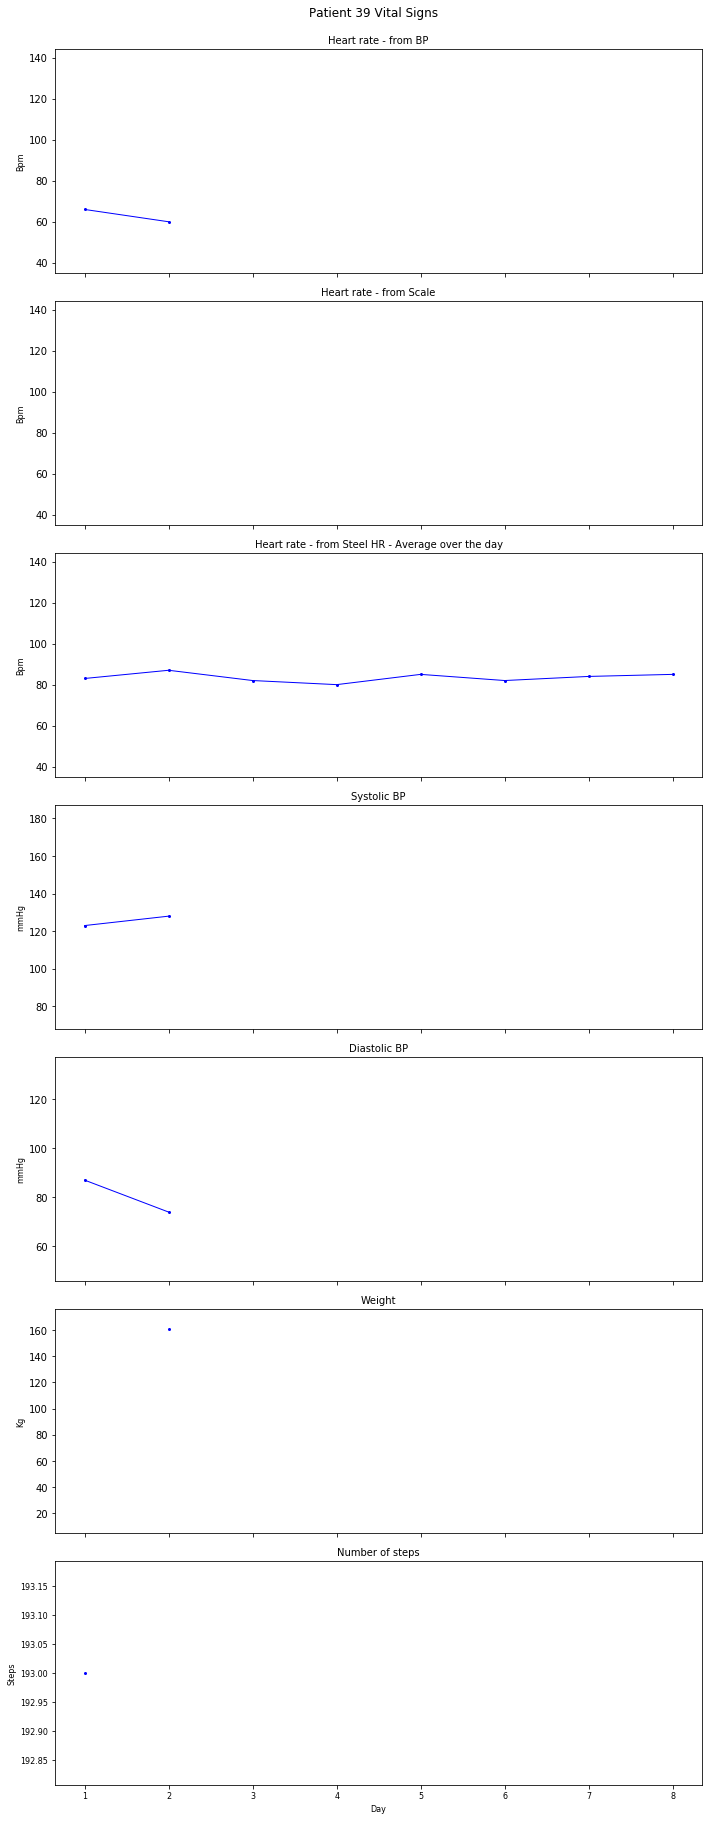 Patient 39 Vital Signs
Heart rate - from BP
140
120
100
80
60
40
Bpm
Heart rate - from Scale
140
120
100
80
60
40
Bpm
Heart rate - from Steel HR - Average over the day
140
120
100
80
60
40
Bpm
Systolic BP
180
160
140
120
100
80
mmHg
Diastolic BP
120
100
80
60
mmHg
Weight
160
140
120
100
80
60
40
20
Kg
Number of steps
193.15
193.10
193.05
193.00
192.95
192.90
192.85
Steps
1 2 3 4 5 6 7 8
Day